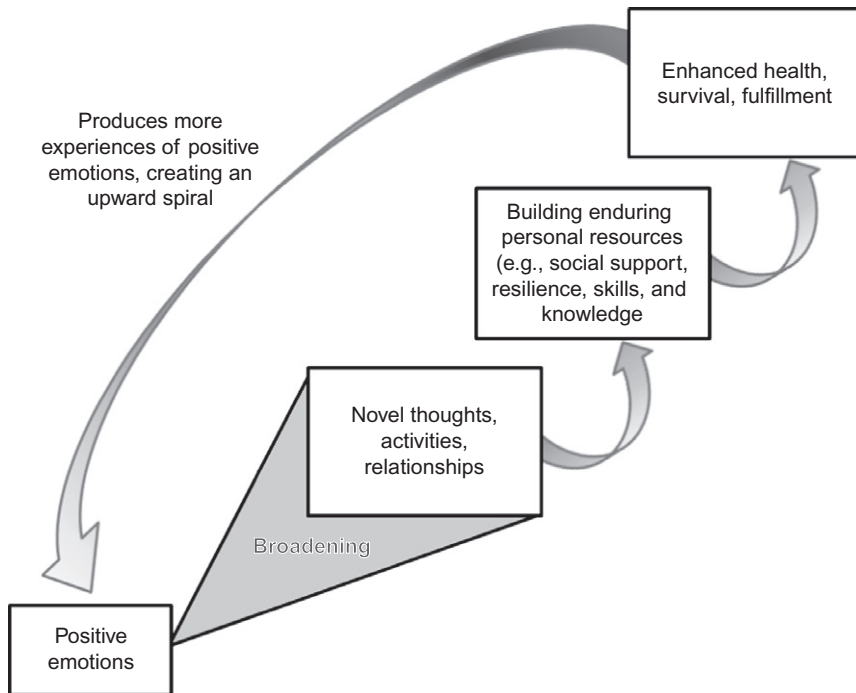 Enhanced health,
survival, fulfillment
Produces more
experiences of positive
emotions, creating an
upward spiral
Building enduring
personal resources
(e.g., social support,
resilience, skills, and
knowledge
Novel thoughts,
activities,
relationships
Broadening
Positive
emotions